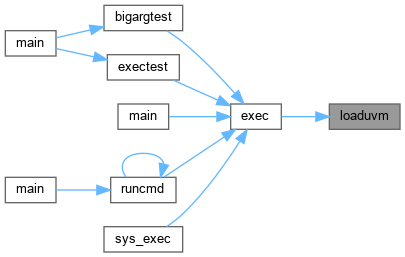 bigargtest
main
exectest
main
exec
loaduvm
main
runcmd
sys_exec